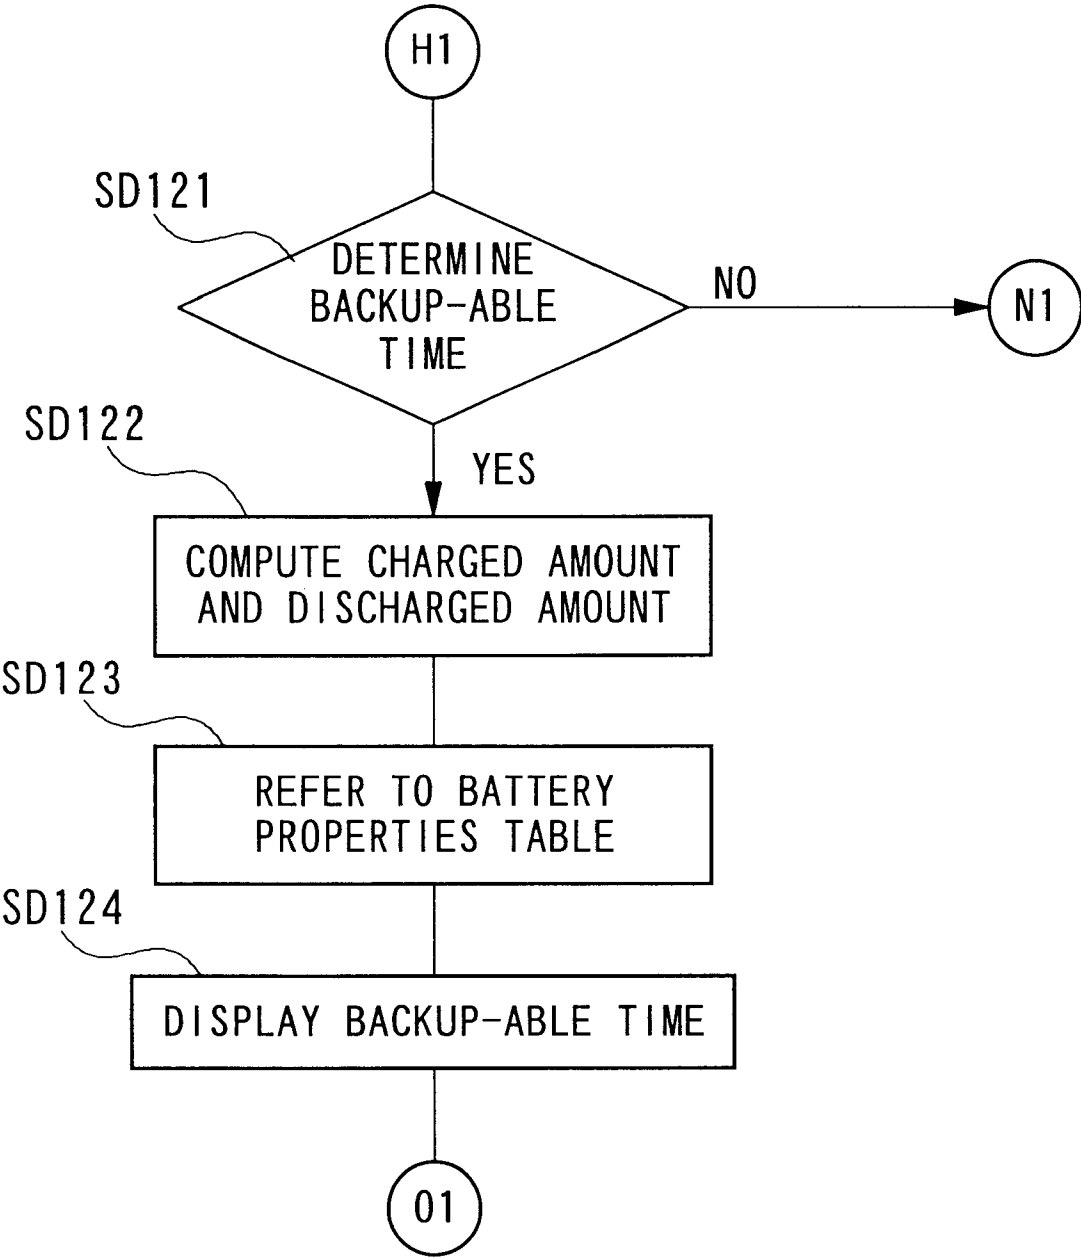 H1
SD121
DETERMINE
BACKUP-ABLE
TIME
NO
N1
SD122
YES
COMPUTE CHARGED AMOUNT
AND DISCHARGED AMOUNT
SD123
REFER TO BATTERY
PROPERTIES TABLE
SD124
DISPLAY BACKUP-ABLE TIME
O1